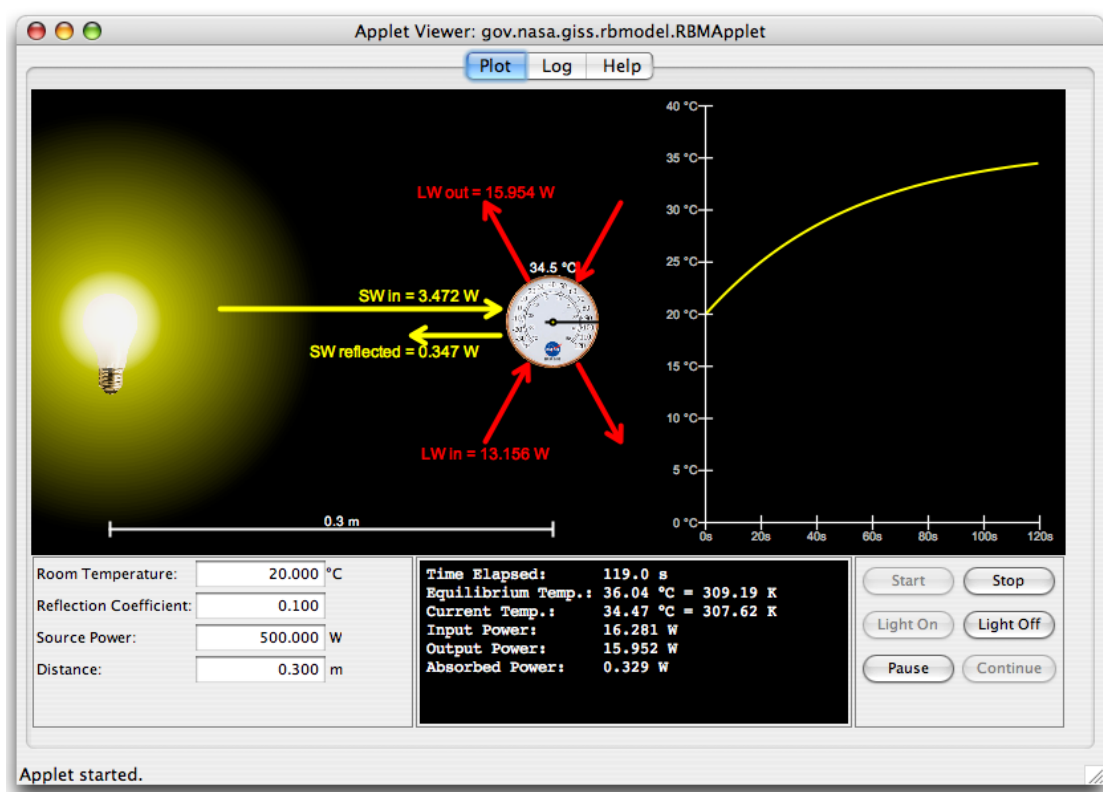 Applet Viewer: gov.nasa.giss.rbmodel.RBMApplet
Plot Log Help
LW out = 15.954 W
34.5 °C
SW in = 3.472 W
SW reflected = 0.347 W
LW in = 13.156 W
0.3 m
40 °C
35 °C
30 °C
25 °C
20 °C
15 °C
10 °C
5 °C
0 °C
0s 20s 40s 60s 80s 100s 120s
Room Temperature: 20.000 °C
Reflection Coefficient: 0.100
Source Power: 500.000 W
Distance: 0.300 m
Time Elapsed: 119.0 s
Equilibrium Temp.: 36.04 °C = 309.19 K
Current Temp.: 34.47 °C = 307.62 K
Input Power: 16.281 W
Output Power: 15.952 W
Absorbed Power: 0.329 W
Start Stop
Light On Light Off
Pause Continue
Applet started.